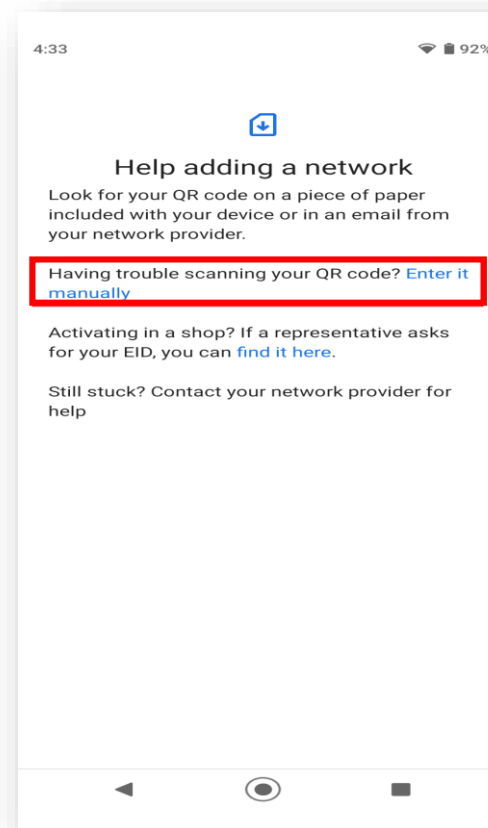 4:33
92%
Help adding a network
Look for your QR code on a piece of paper
included with your device or in an email from
your network provider.
Having trouble scanning your QR code? Enter it
manually
Activating in a shop? If a representative asks
for your EID, you can find it here.
Still stuck? Contact your network provider for
help